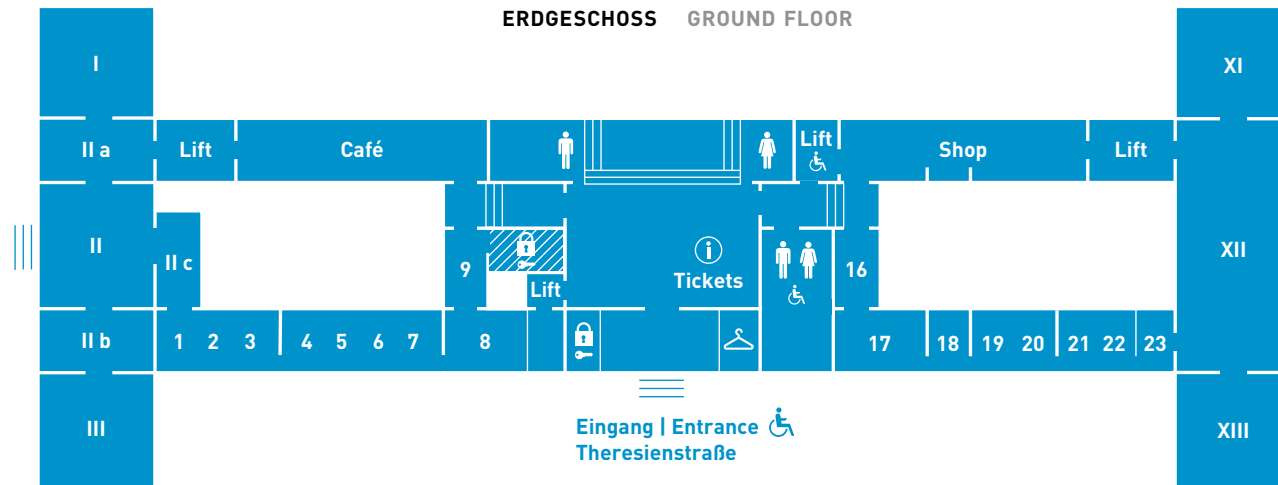 ERDGESCHOSS GROUND FLOOR
I
XI
II a
Lift
Café
Lift
Shop
Lift
II
II c
9
i
Tickets
16
XII
Lift
II b
1 2 3 4 5 6 7 8
17 18 19 20 21 22 23
III
Eingang | Entrance
Theresienstraße
XIII